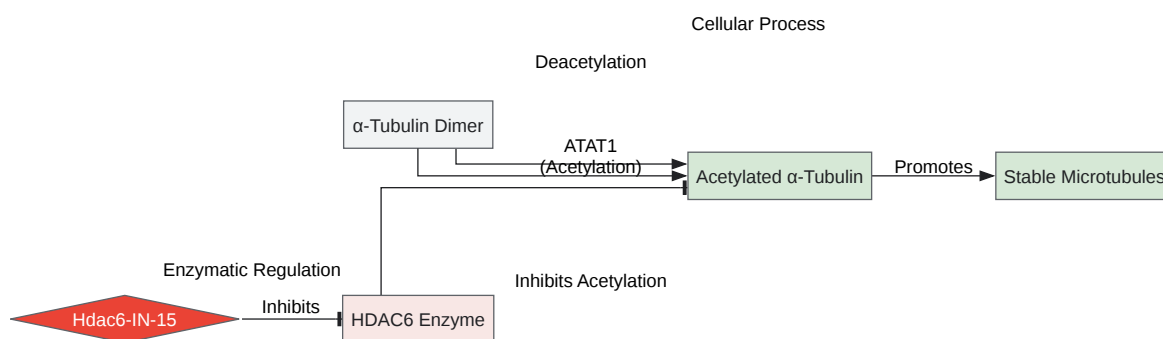 Cellular Process
Deacetylation
α-Tubulin Dimer
ATAT1
(Acetylation)
Acetylated α-Tubulin
Promotes
Stable Microtubules
Enzymatic Regulation
Inhibits Acetylation
Hdac6-IN-15
Inhibits
HDAC6 Enzyme